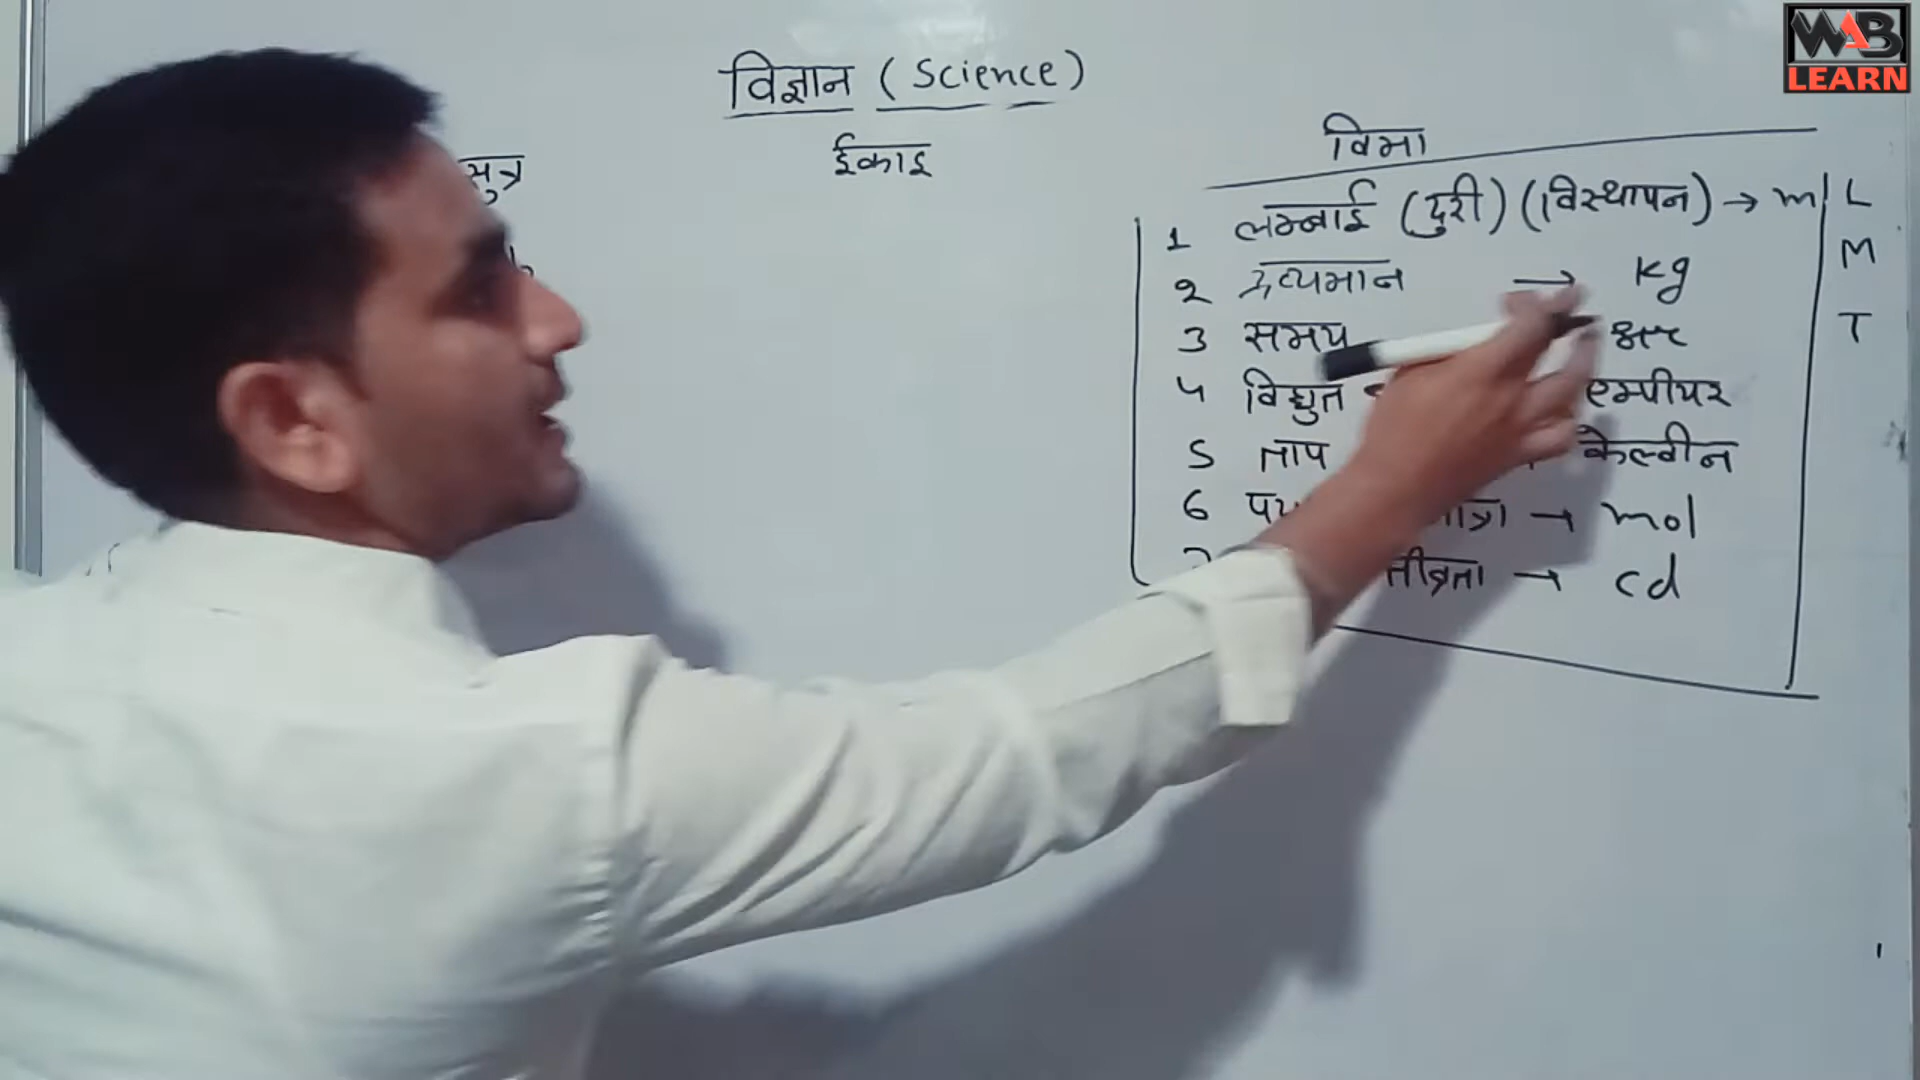 WAB
LEARN
विज्ञान (Science)
सुत्र
ईकाइ
विमा
1 लम्बाई (दुरी) (विस्थापन) → m L
2 द्रव्यमान → kg M
3 समय T
4 विद्युत एम्पीयर
5 ताप केल्वीन
6 मात्रा → mol
तीव्रता → cd